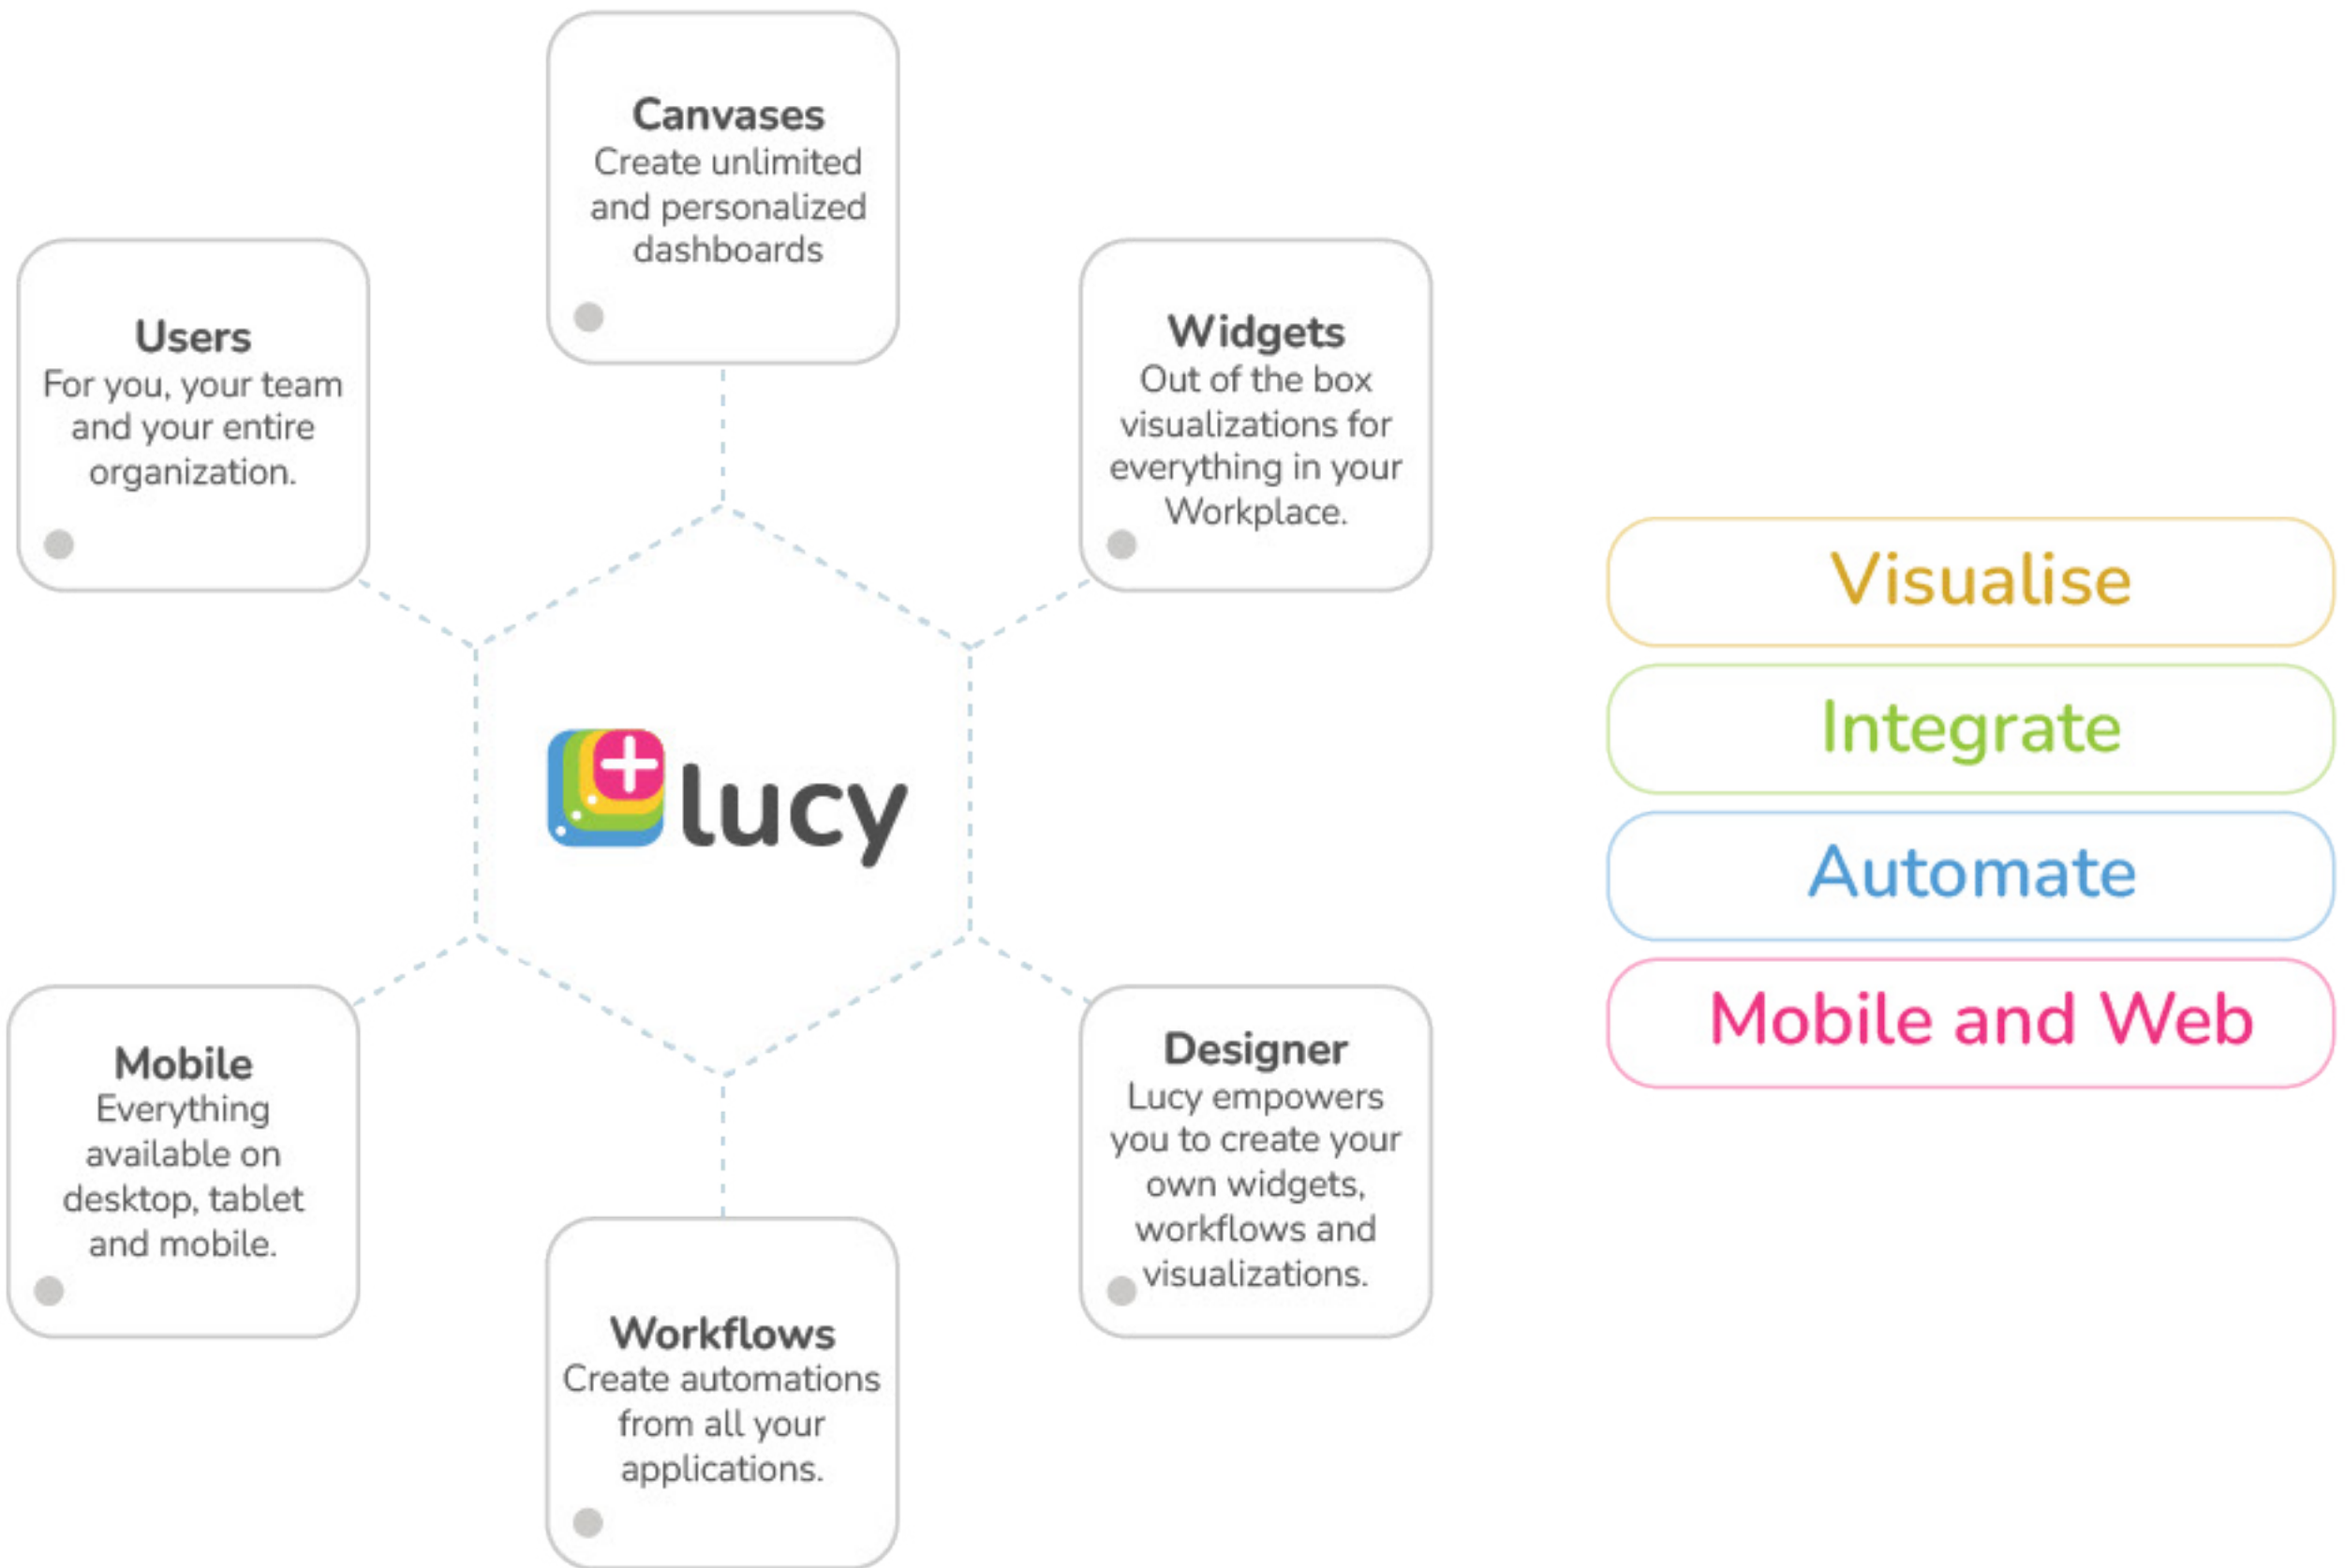 Canvases
Create unlimited
and personalized
dashboards
Users
For you, your team
and your entire
organization.
Widgets
Out of the box
visualizations for
everything in your
Workplace.
lucy
Mobile
Everything
available on
desktop, tablet
and mobile.
Designer
Lucy empowers
you to create your
own widgets,
workflows and
visualizations.
Workflows
Create automations
from all your
applications.
Visualise
Integrate
Automate
Mobile and Web